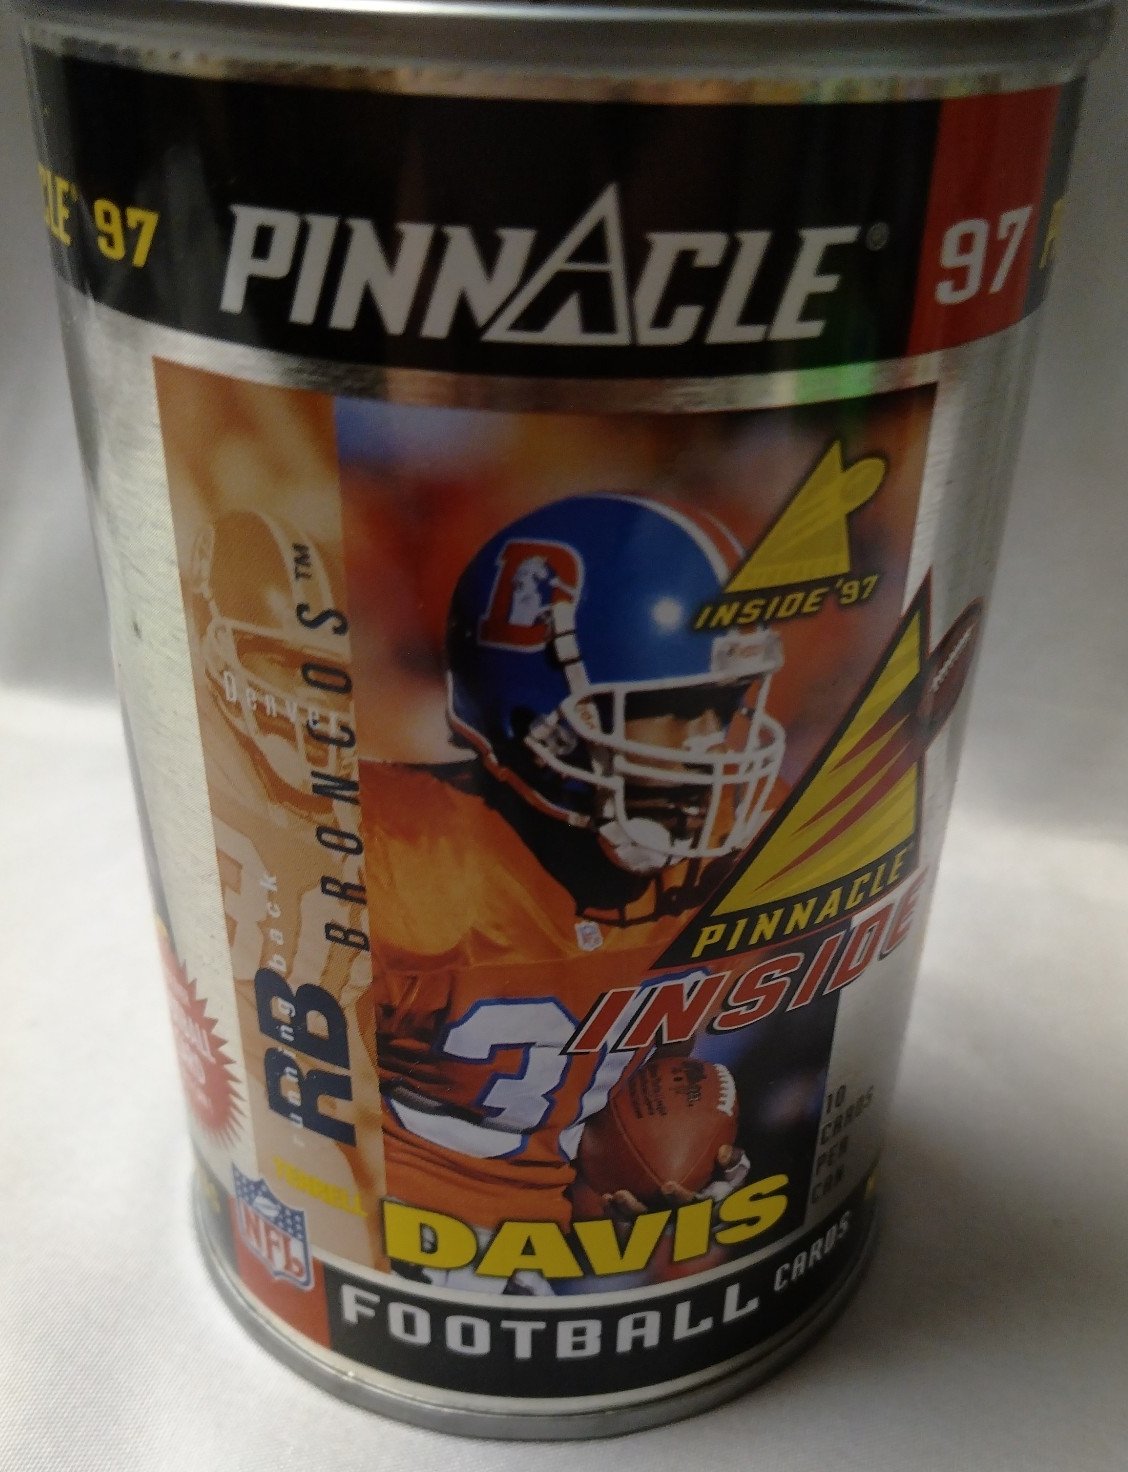 CLE® 97
PINNACLE®
97
P
INSIDE '97
Denver
BRONCOS™
Running back
RB
PINNACLE
INSIDE
3
10
CARDS
PER
CAN
NFL
TERRELL
DAVIS
FOOTBALL CARDS